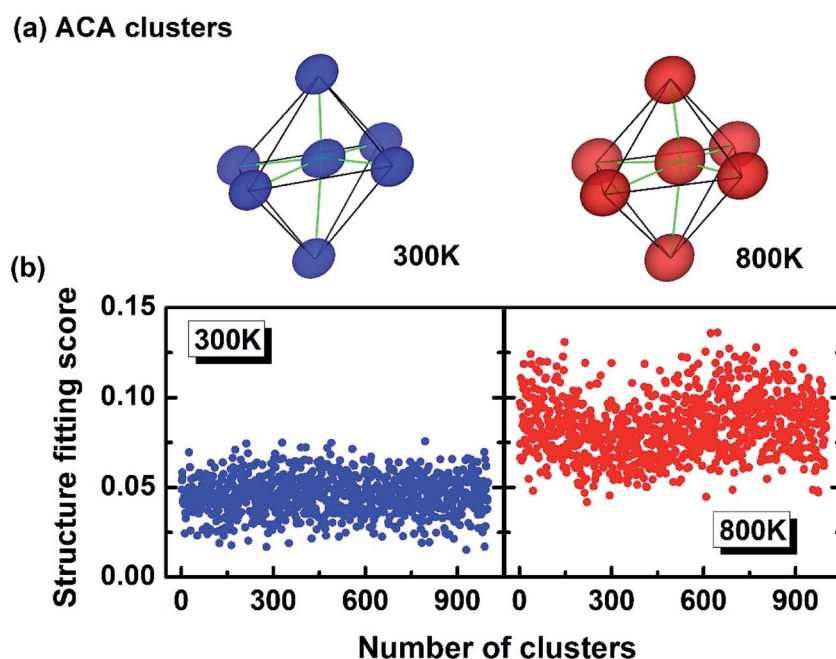 (a) ACA clusters
300K
800K
(b)
0.15
0.10
0.05
0.00
Structure fitting score
300K
800K
0 300 600 900
0 300 600 900
Number of clusters